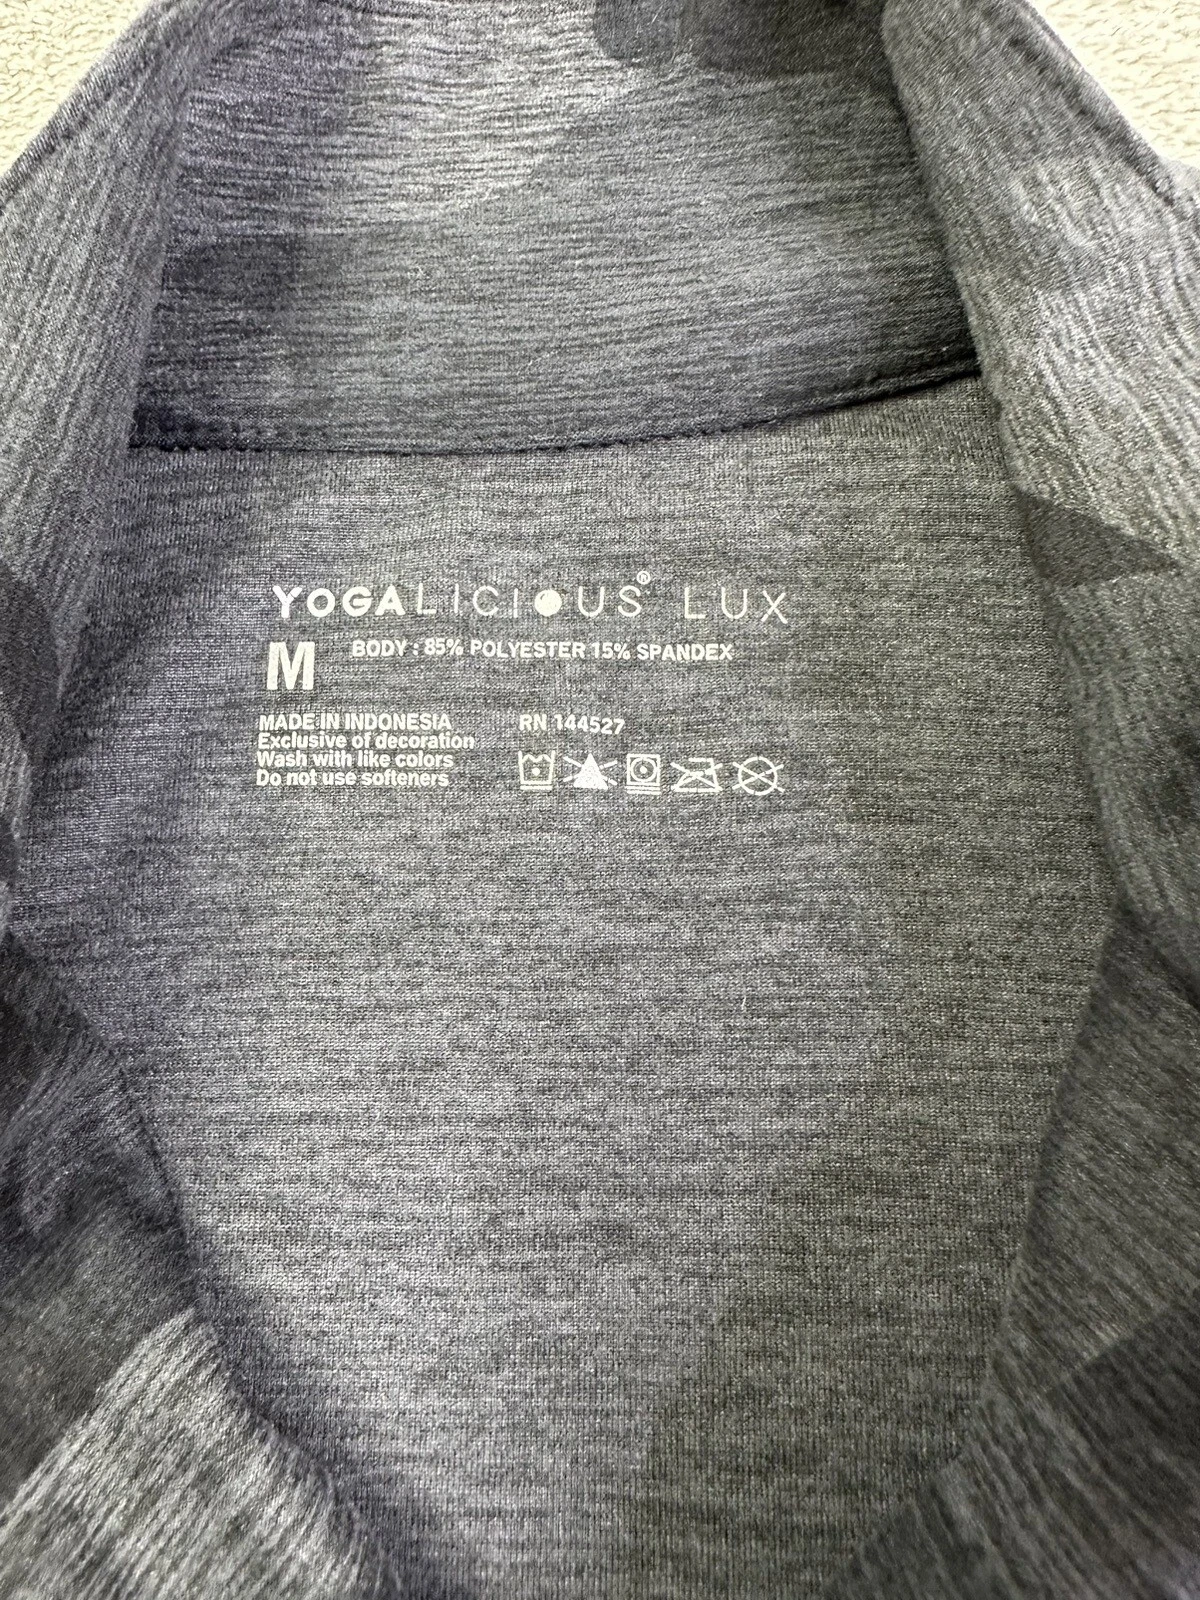 YOGALICIOUS® LUX
M BODY : 85% POLYESTER 15% SPANDEX
MADE IN INDONESIA
Exclusive of decoration
Wash with like colors
Do not use softeners
RN 144527